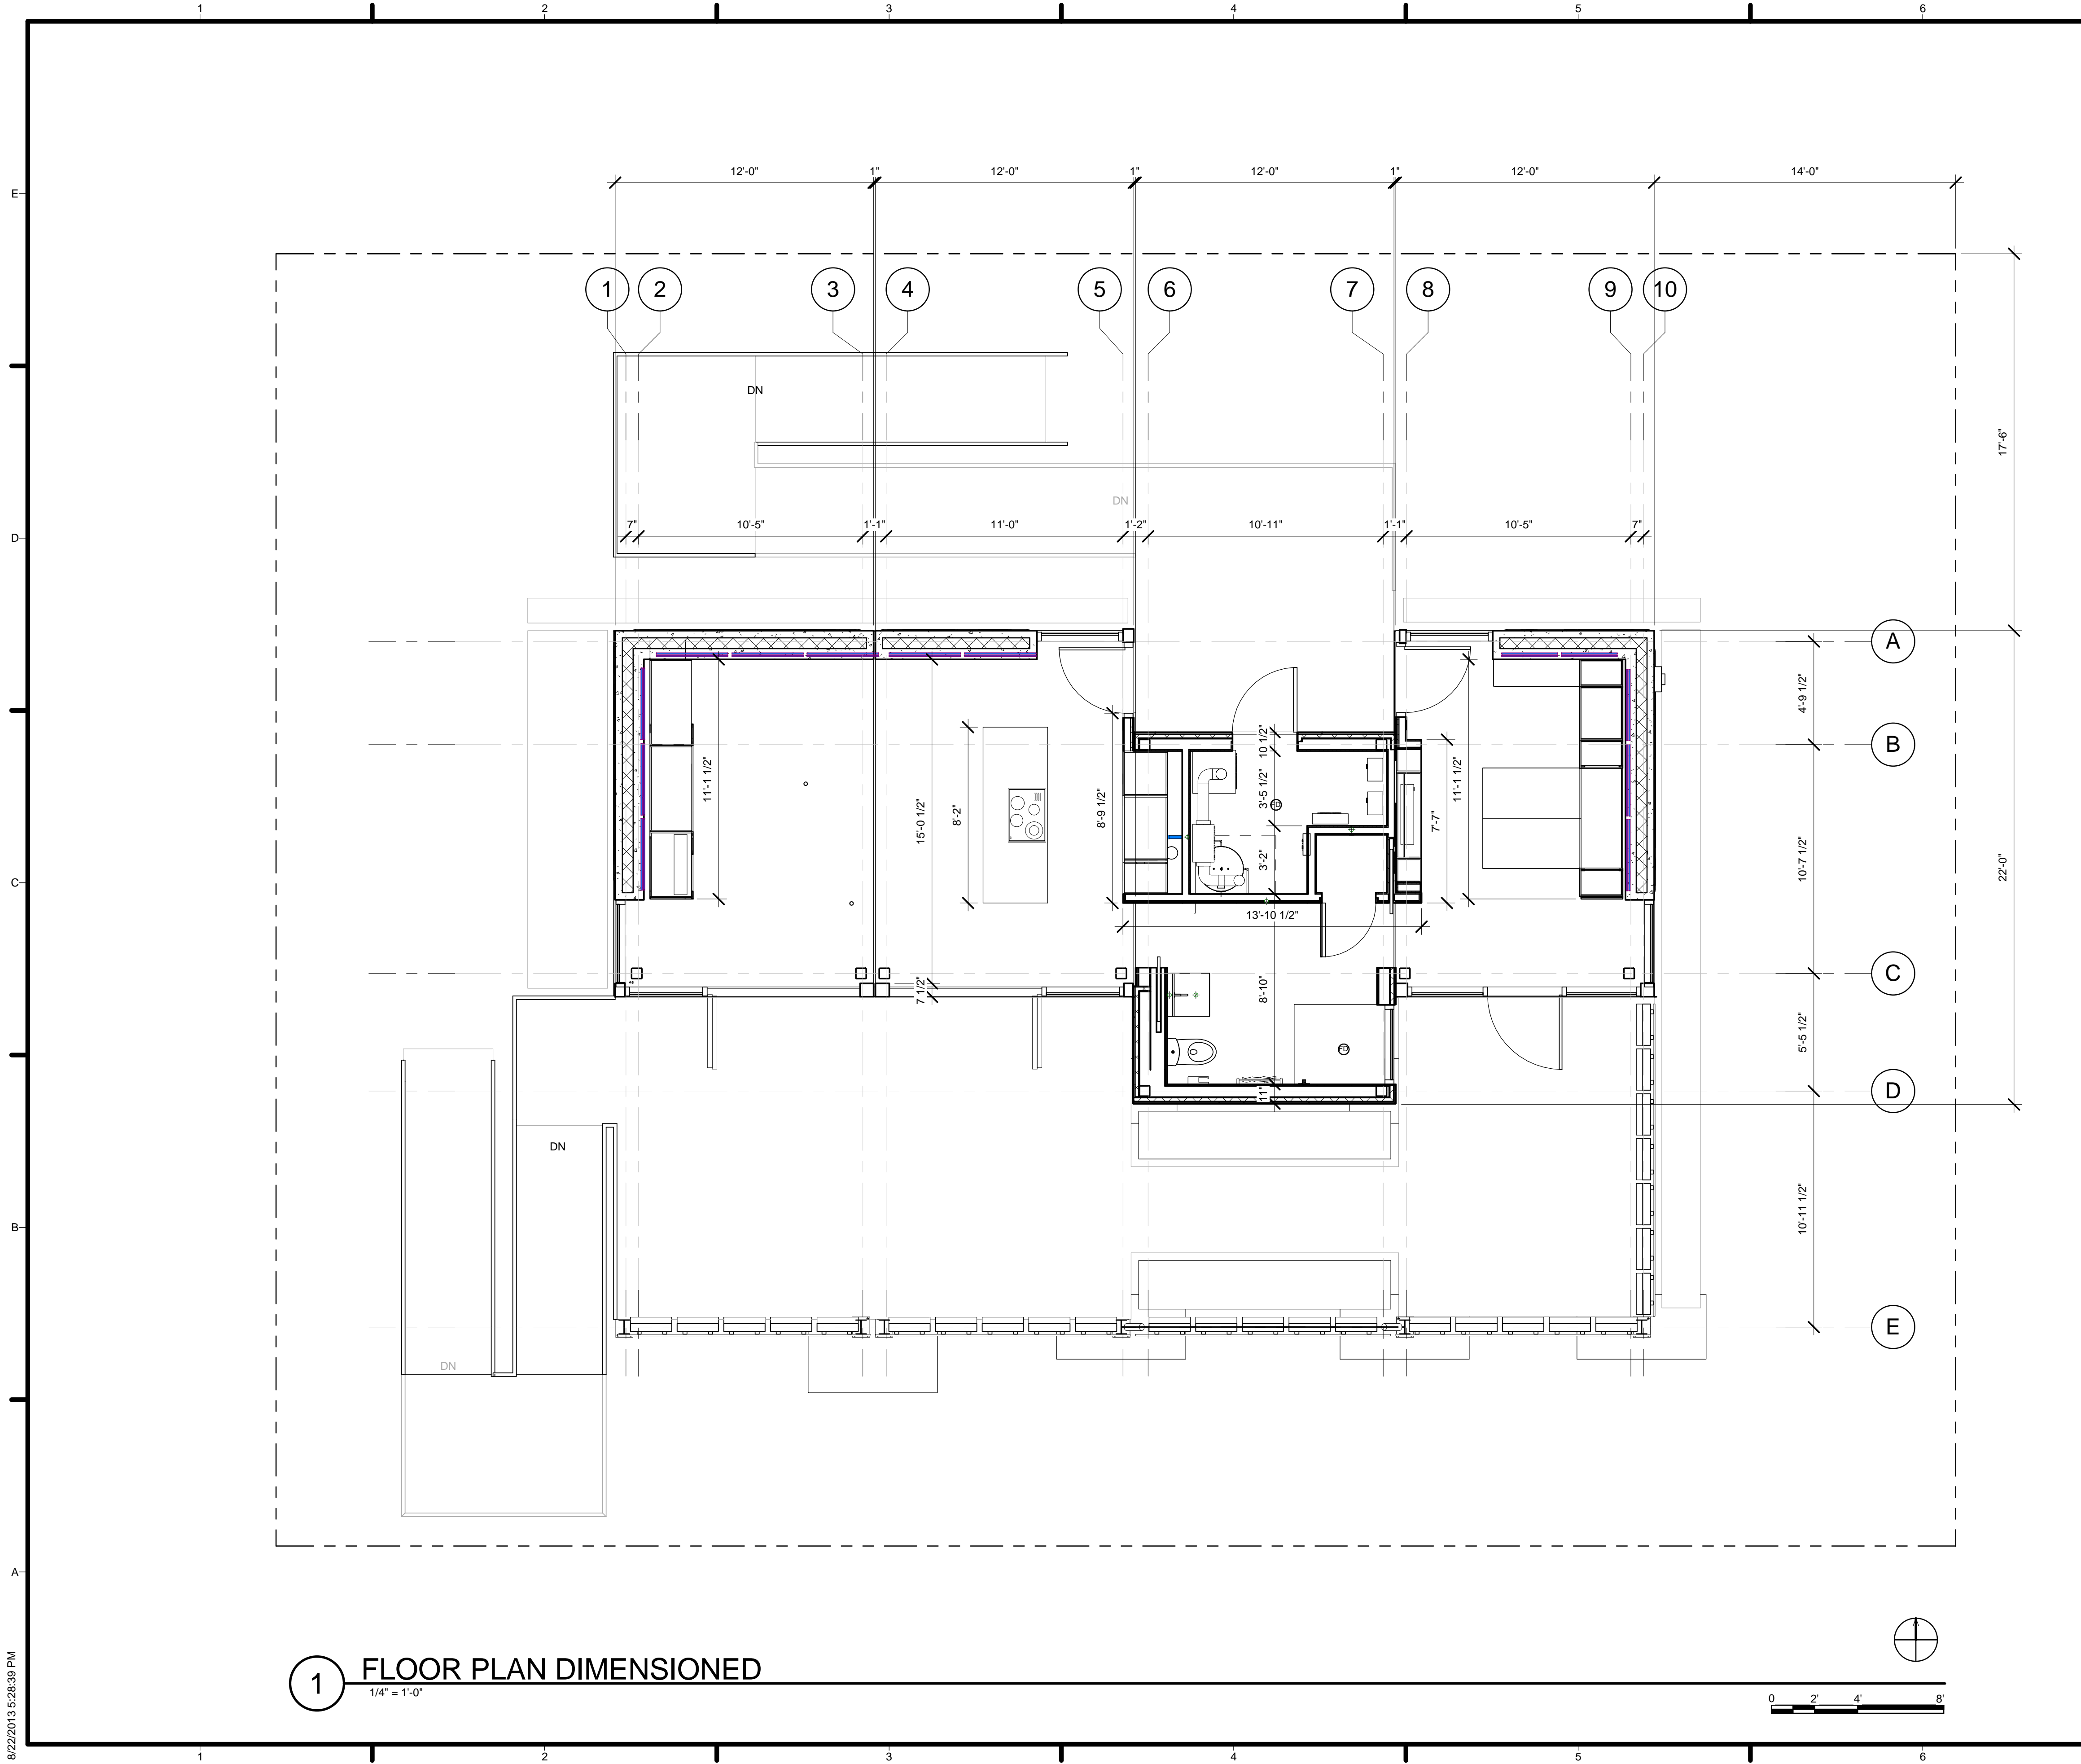 1 2 3 4 5 6
12'-0" 1" 12'-0" 1" 12'-0" 1" 12'-0" 14'-0"
E
1 2 3 4 5 6 7 8 9 10
DN
17'-6"
DN
7" 10'-5" 1'-1" 11'-0" 1'-2" 10'-11" 1'-1" 10'-5" 7"
D
A
4'-9 1/2"
B
10 1/2"
11'-11 1/2"
15'-0 1/2"
8'-2"
8'-9 1/2"
3'-5 1/2"
FD
7'-7"
11'-1 1/2"
3'-2"
10'-7 1/2"
22'-0"
C
13'-10 1/2"
C
7 1/2"
8'-10"
FD
5'-5 1/2"
11"
D
DN
10'-11 1/2"
B
E
DN
A
1
FLOOR PLAN DIMENSIONED
1/4" = 1'-0"
0 2' 4' 8'
8/22/2013 5:28:39 PM
1 2 3 4 5 6